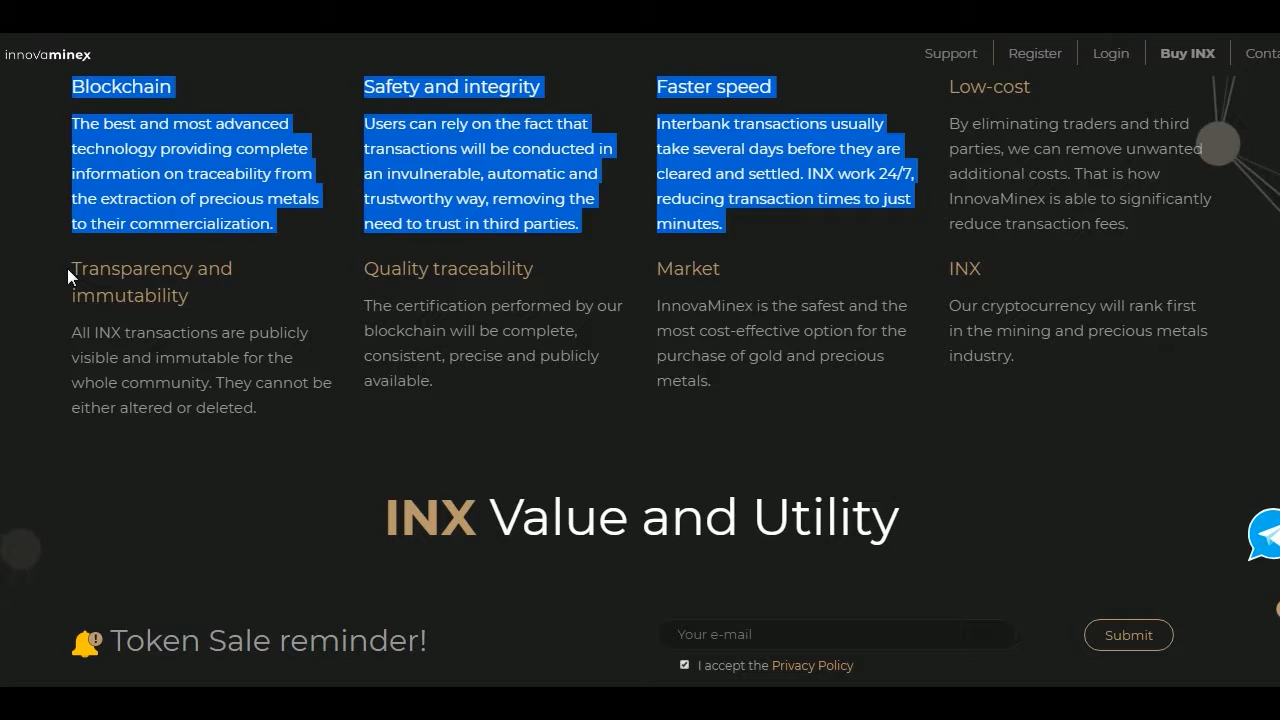 innovaminex
Support
Register
Login
Buy INX
Blockchain
The best and most advanced
technology providing complete
information on traceability from
the extraction of precious metals
to their commercialization.
Safety and integrity
Users can rely on the fact that
transactions will be conducted in
an invulnerable, automatic and
trustworthy way, removing the
need to trust in third parties.
Faster speed
Interbank transactions usually
take several days before they are
cleared and settled. INX work 24/7,
reducing transaction times to just
minutes.
Low-cost
By eliminating traders and third
parties, we can remove unwanted
additional costs. That is how
InnovaMinex is able to significantly
reduce transaction fees.
Transparency and
immutability
All INX transactions are publicly
visible and immutable for the
whole community. They cannot be
either altered or deleted.
Quality traceability
The certification performed by our
blockchain will be complete,
consistent, precise and publicly
available.
Market
InnovaMinex is the safest and the
most cost-effective option for the
purchase of gold and precious
metals.
INX
Our cryptocurrency will rank first
in the mining and precious metals
industry.
INX Value and Utility
Token Sale reminder!
Your e-mail
Submit
I accept the Privacy Policy